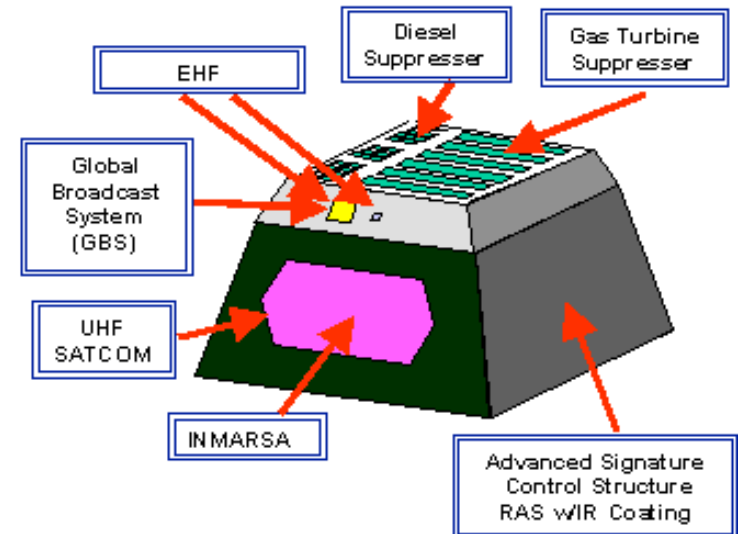 Diesel
Suppresser
Gas Turbine
Suppresser
EHF
Global
Broadcast
System
(GBS)
UHF
SATCOM
INMARSA
Advanced Signature
Control Structure
RAS w/IR Coating